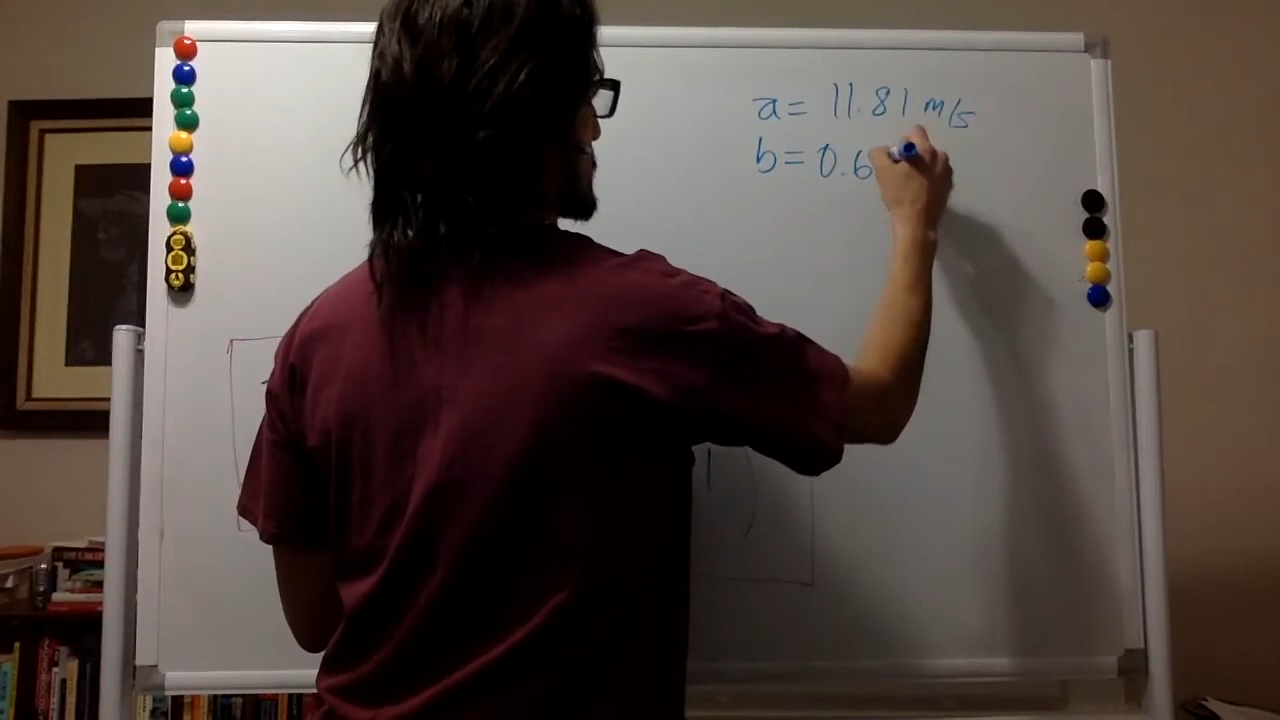 a = 11.81 m/s
b = 0.6